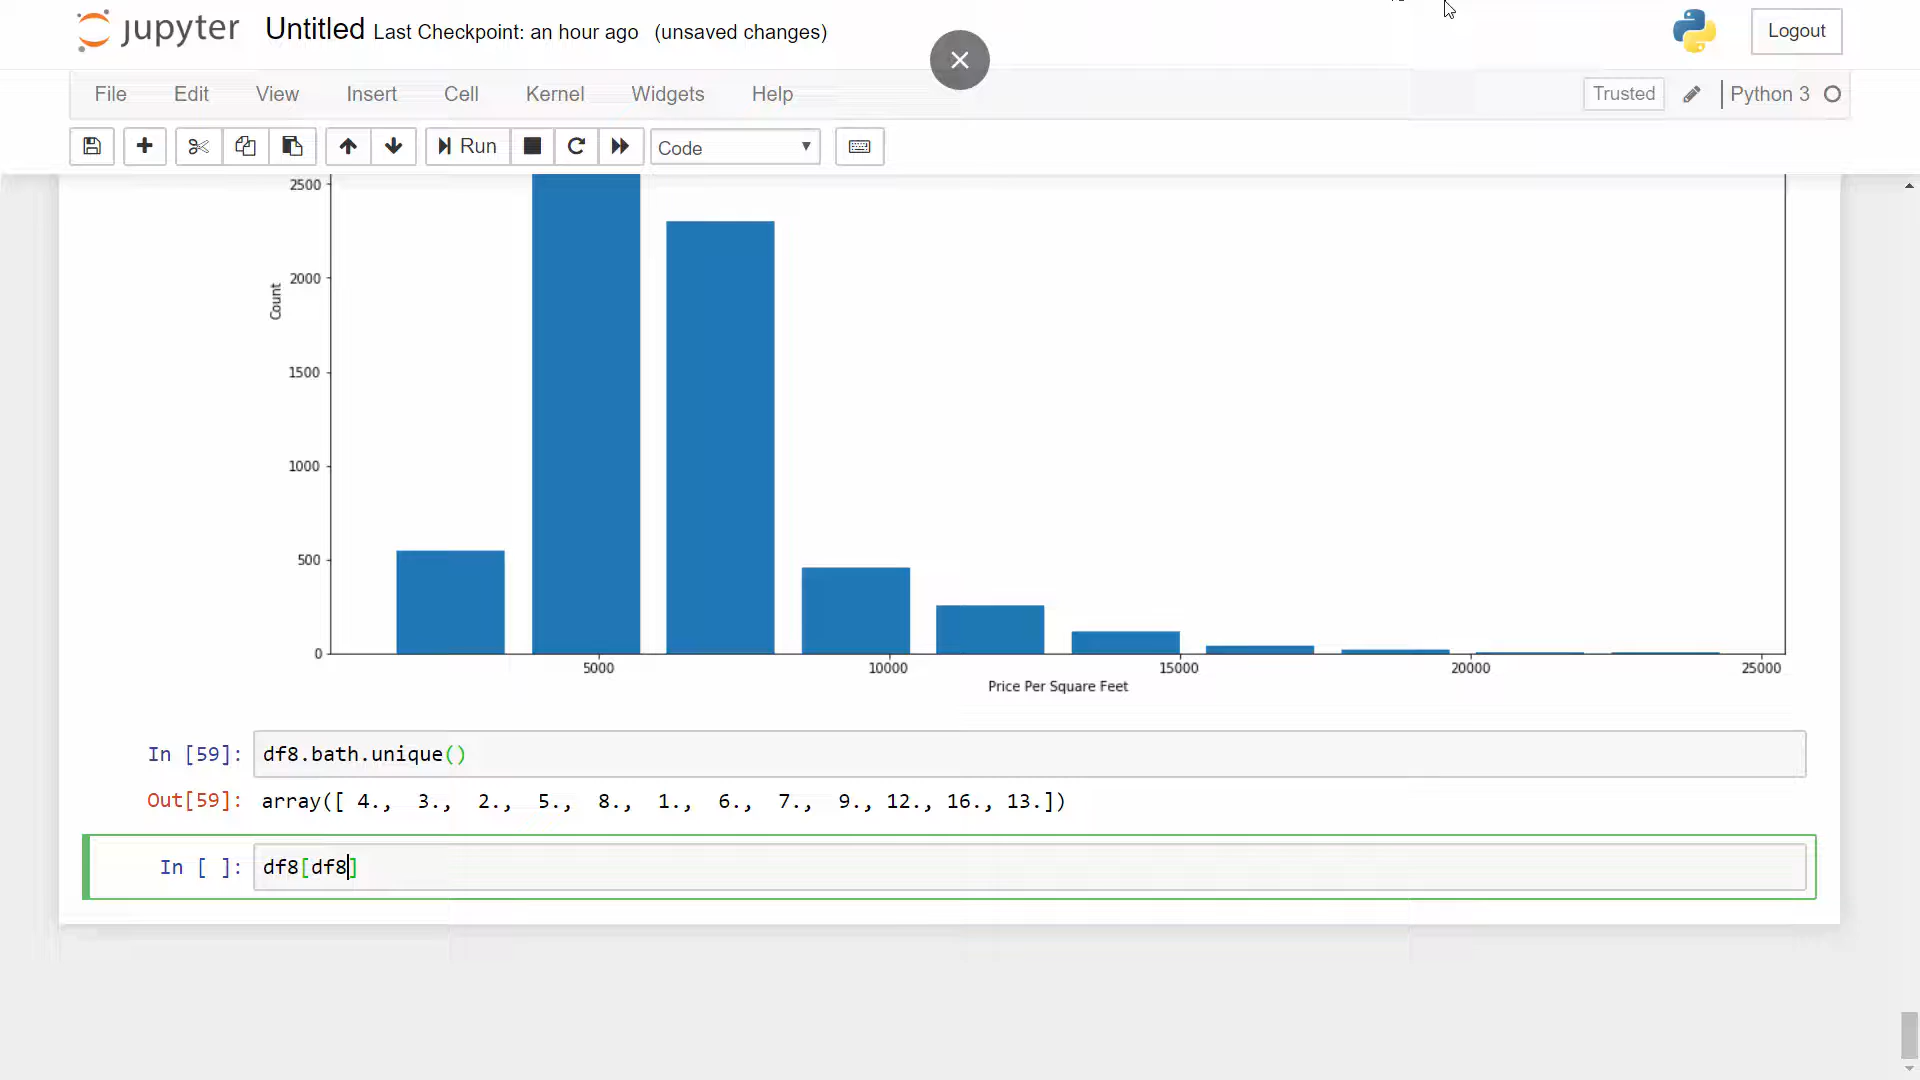 jupyter Untitled Last Checkpoint: an hour ago (unsaved changes)
Logout
File Edit View Insert Cell Kernel Widgets Help
Trusted
Python 3
Run
Code
2500
2000
1500
1000
500
0
Count
5000 10000 15000 20000 25000
Price Per Square Feet
In [59]: df8.bath.unique()
Out[59]: array([ 4.,  3.,  2.,  5.,  8.,  1.,  6.,  7.,  9., 12., 16., 13.])
In [ ]: df8[df8]